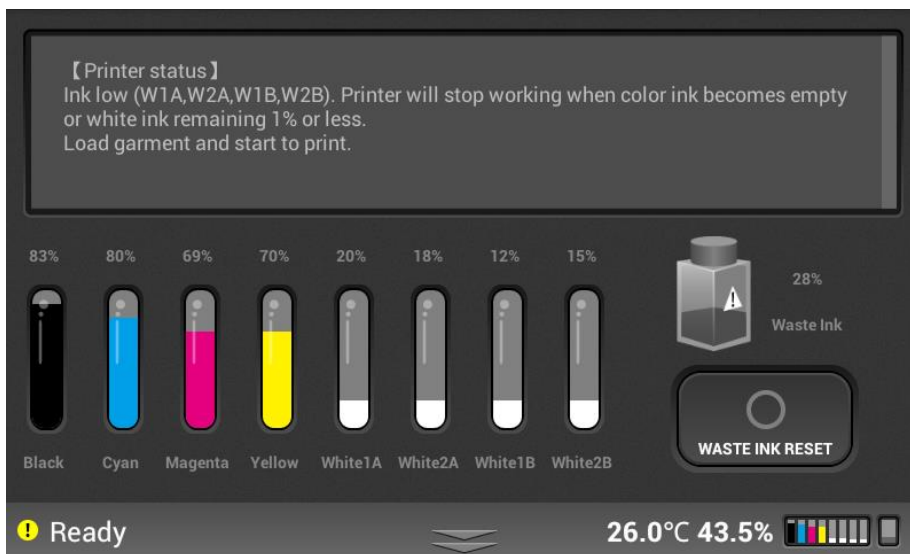 【Printer status】
Ink low (W1A,W2A,W1B,W2B). Printer will stop working when color ink becomes empty
or white ink remaining 1% or less.
Load garment and start to print.
83% 80% 69% 70% 20% 18% 12% 15%
28%
Waste Ink
Black Cyan Magenta Yellow White1A White2A White1B White2B
WASTE INK RESET
Ready 26.0°C 43.5%